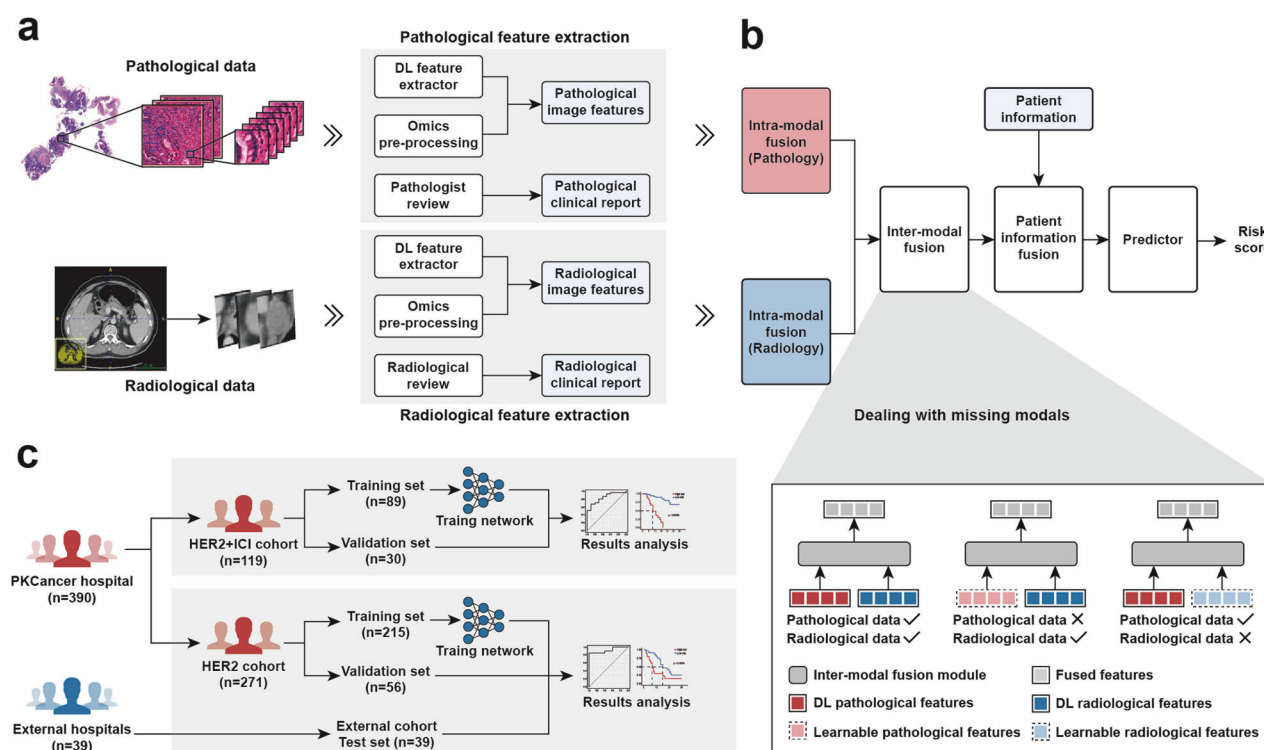 a
Pathological data
Pathological feature extraction
DL feature
extractor
Omics
pre-processing
Pathological
image features
Pathologist
review
Pathological
clinical report
DL feature
extractor
Omics
pre-processing
Radiological
image features
Radiological
review
Radiological
clinical report
Radiological data
Radiological feature extraction
b
Intra-modal
fusion
(Pathology)
Intra-modal
fusion
(Radiology)
Patient
information
Inter-modal
fusion
Patient
information
fusion
Predictor
Risk
score
Dealing with missing modals
Pathological data ✓
Radiological data ✓
Pathological data ✕
Radiological data ✓
Pathological data ✓
Radiological data ✕
Inter-modal fusion module
Fused features
DL pathological features
DL radiological features
Learnable pathological features
Learnable radiological features
c
PKCancer hospital
(n=390)
HER2+ICI cohort
(n=119)
Training set
(n=89)
Traing network
Validation set
(n=30)
Results analysis
HER2 cohort
(n=271)
Training set
(n=215)
Traing network
Validation set
(n=56)
Results analysis
External hospitals
(n=39)
External cohort
Test set (n=39)